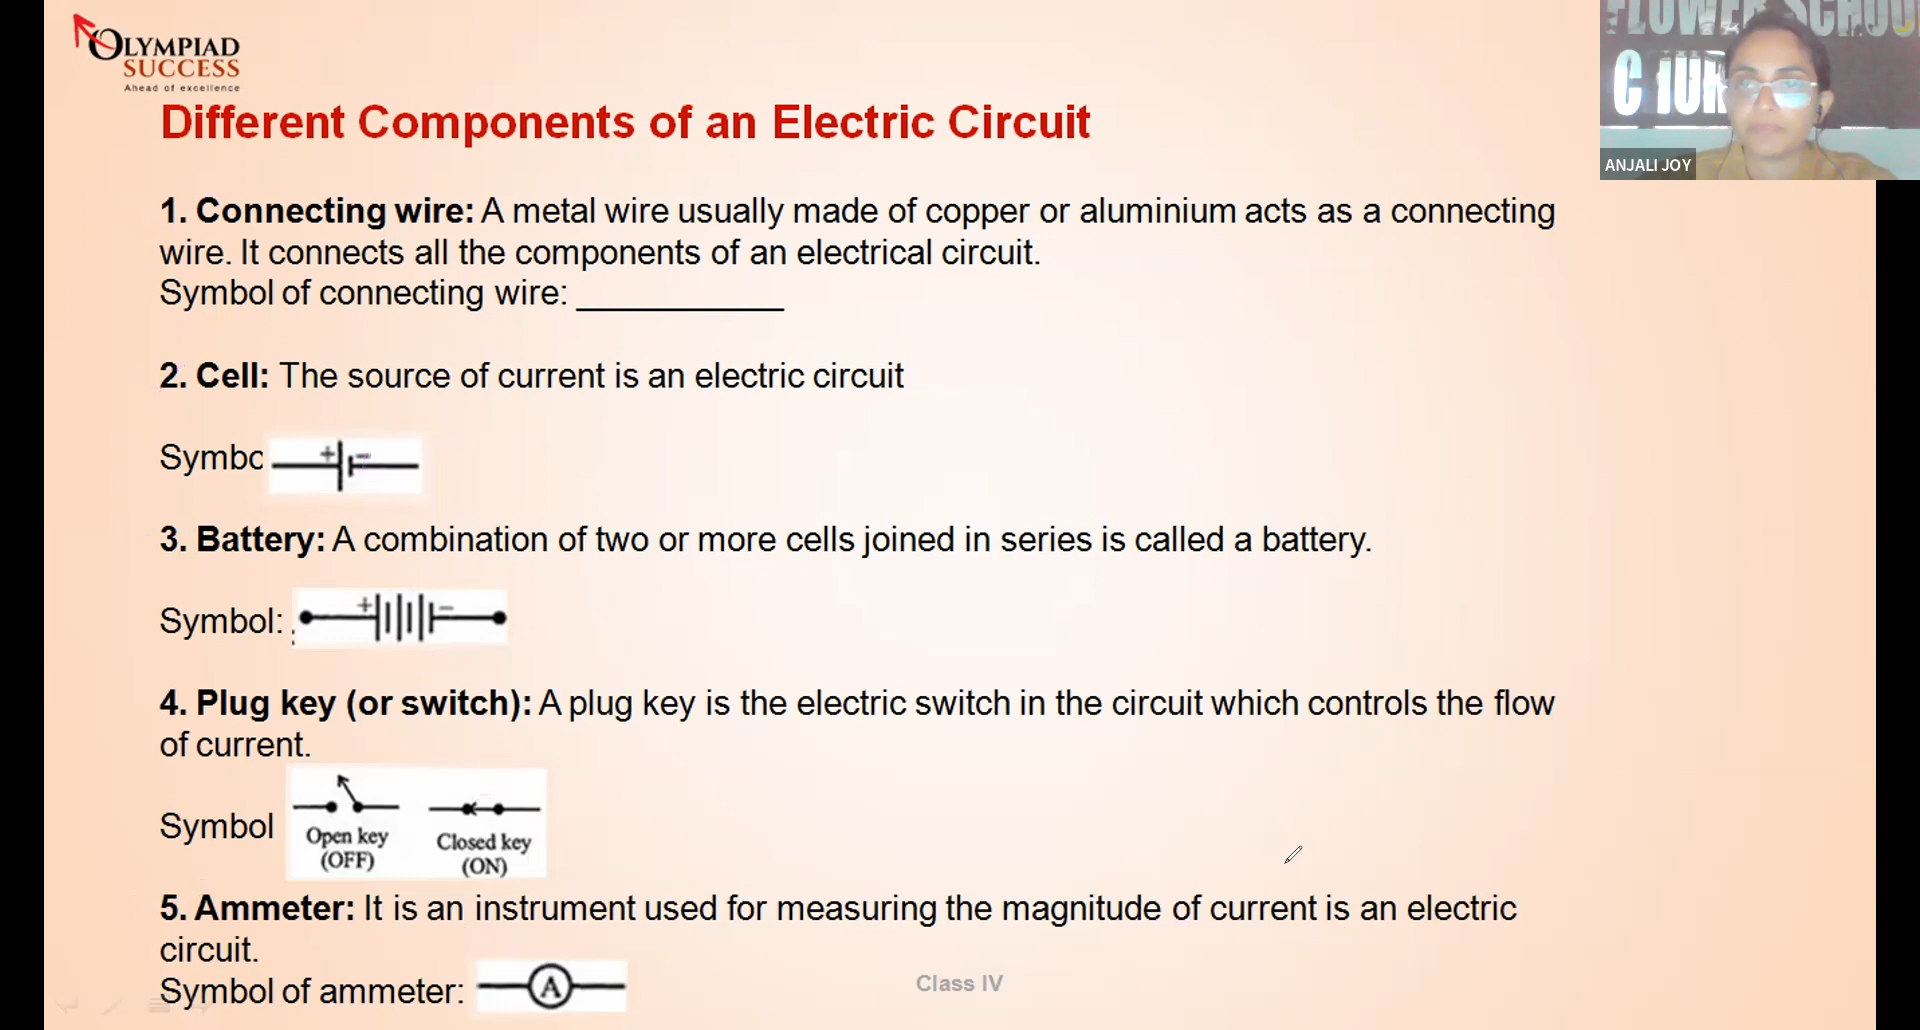 OLYMPIAD
SUCCESS
Ahead of excellence
FLOWER SCHOO
ANJALI JOY
Different Components of an Electric Circuit
1. Connecting wire: A metal wire usually made of copper or aluminium acts as a connecting
wire. It connects all the components of an electrical circuit.
Symbol of connecting wire: ___________
2. Cell: The source of current is an electric circuit
Symbo
+ −
3. Battery: A combination of two or more cells joined in series is called a battery.
Symbol:
+ −
4. Plug key (or switch): A plug key is the electric switch in the circuit which controls the flow
of current.
Symbol
Open key
(OFF)
Closed key
(ON)
5. Ammeter: It is an instrument used for measuring the magnitude of current is an electric
circuit.
Symbol of ammeter:
A
Class IV